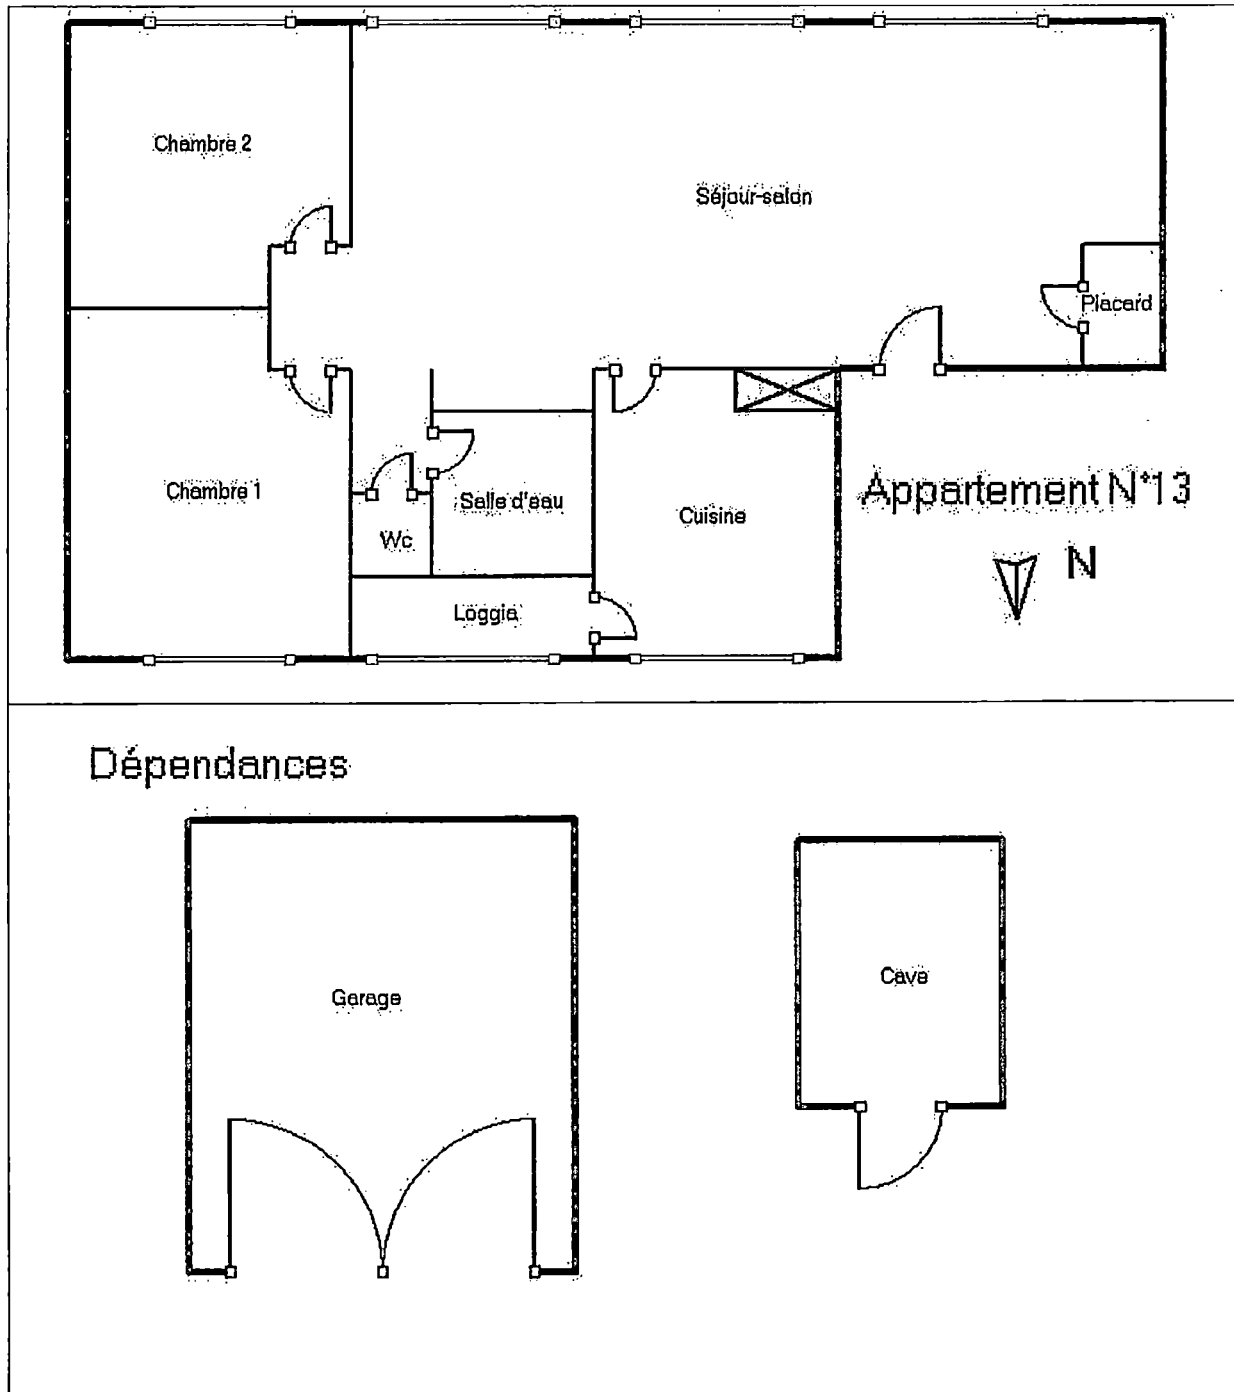 Chambre 2
Séjour-salon
Placard
Chambre 1
Salle d'eau
Wc
Cuisine
Appartement N°13
N
Loggia
Dépendances
Garage
Cave